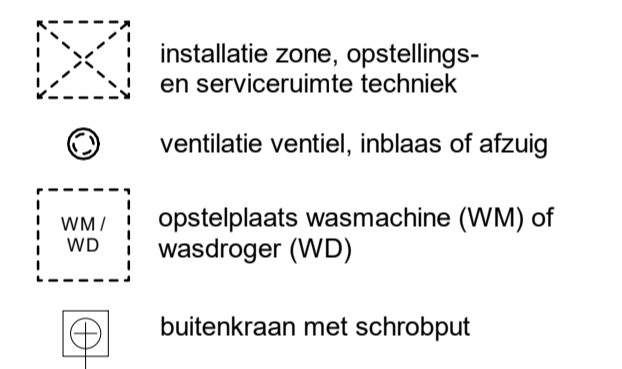 installatie zone, opstellings-
en serviceruimte techniek
ventilatie ventiel, inblaas of afzuig
WM /
WD
opstelplaats wasmachine (WM) of
wasdroger (WD)
buitenkraan met schrobput